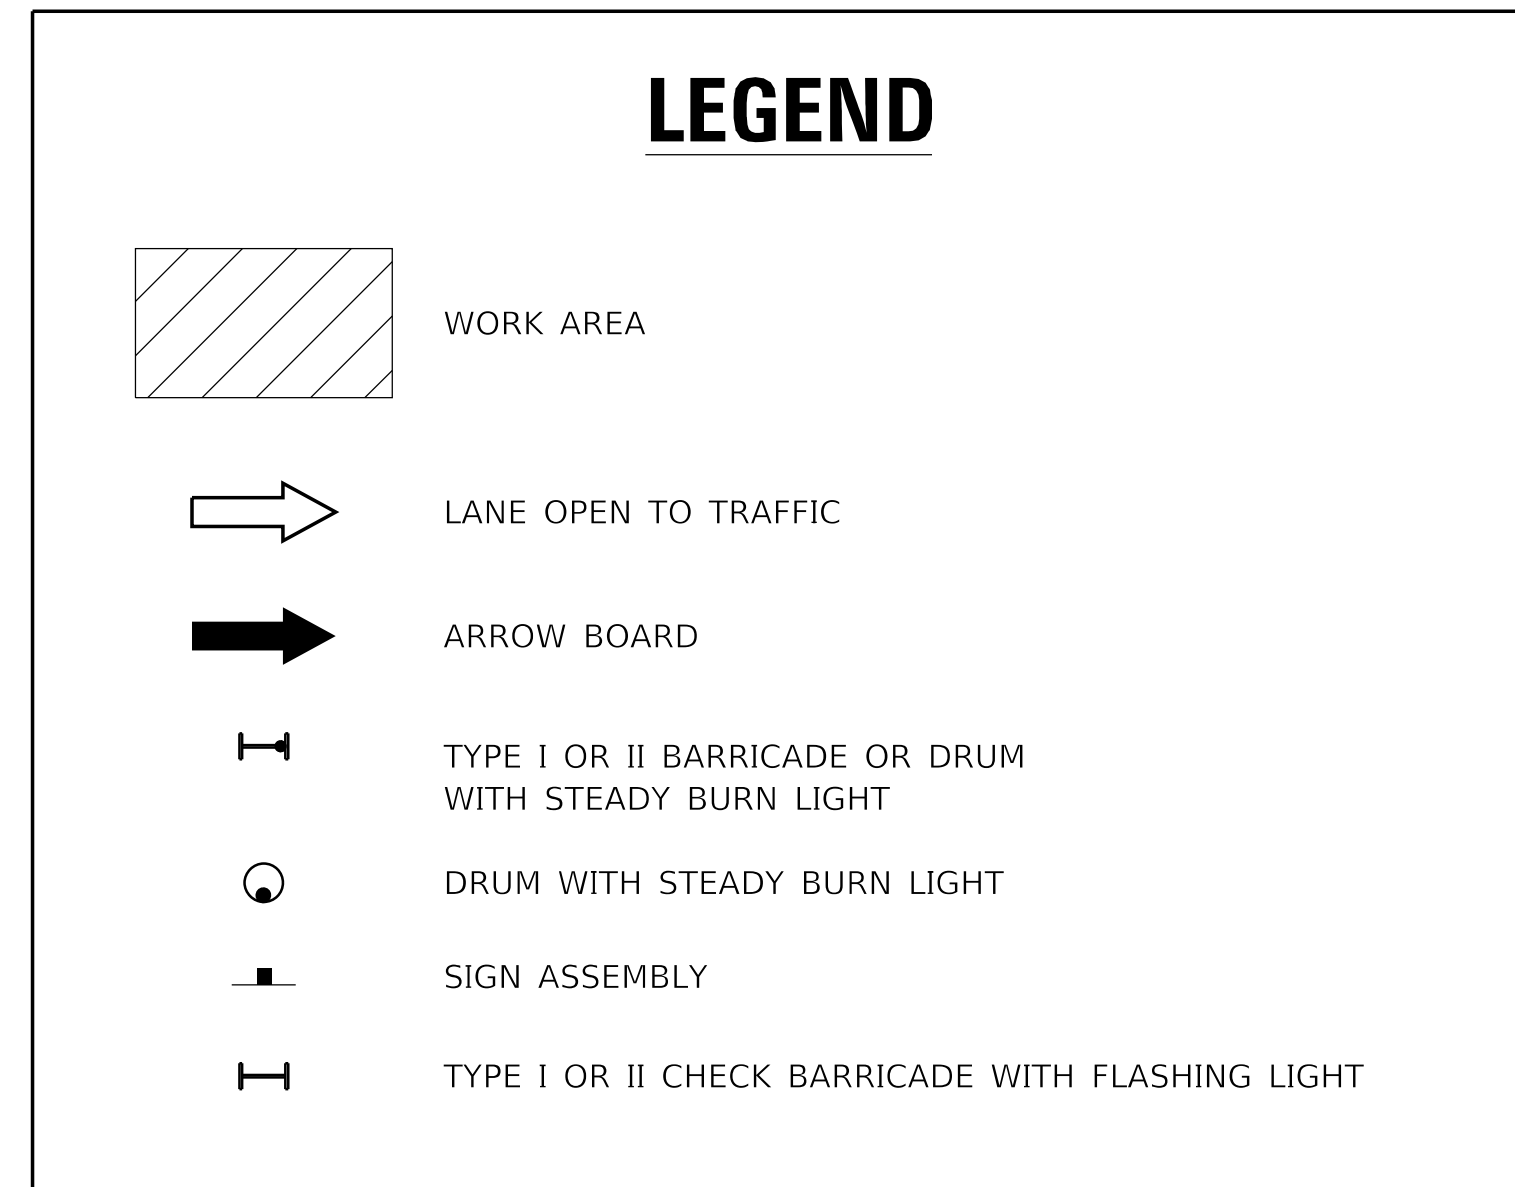 LEGEND
WORK AREA
LANE OPEN TO TRAFFIC
ARROW BOARD
TYPE I OR II BARRICADE OR DRUM
WITH STEADY BURN LIGHT
DRUM WITH STEADY BURN LIGHT
SIGN ASSEMBLY
TYPE I OR II CHECK BARRICADE WITH FLASHING LIGHT